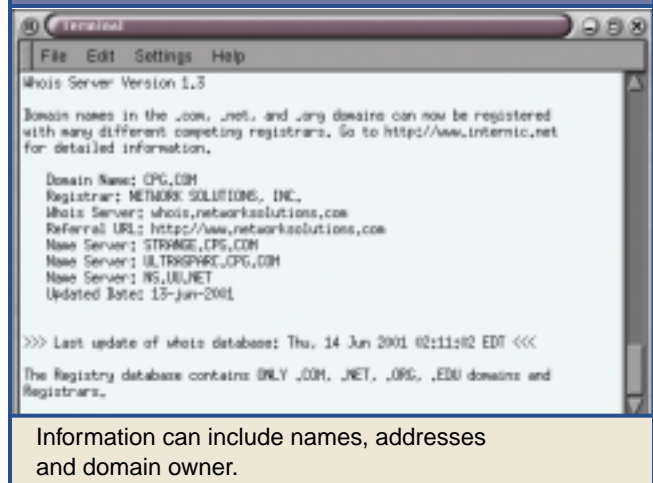 Terminal
File Edit Settings Help
Whois Server Version 1.3
Domain names in the .com, .net, and .org domains can now be registered
with many different competing registrars. Go to http://www.internic.net
for detailed information.
Domain Name: CPG.COM
Registrar: NETWORK SOLUTIONS, INC.
Whois Server: whois.networksolutions.com
Referral URL: http://www.networksolutions.com
Name Server: STRANGE.CPG.COM
Name Server: ULTRASPARC.CPG.COM
Name Server: NS.UU.NET
Updated Date: 13-jun-2001
>>> Last update of whois database: Thu, 14 Jun 2001 02:11:02 EDT <<<
The Registry database contains ONLY .COM, .NET, .ORG, .EDU domains and
Registrars.
Information can include names, addresses
and domain owner.